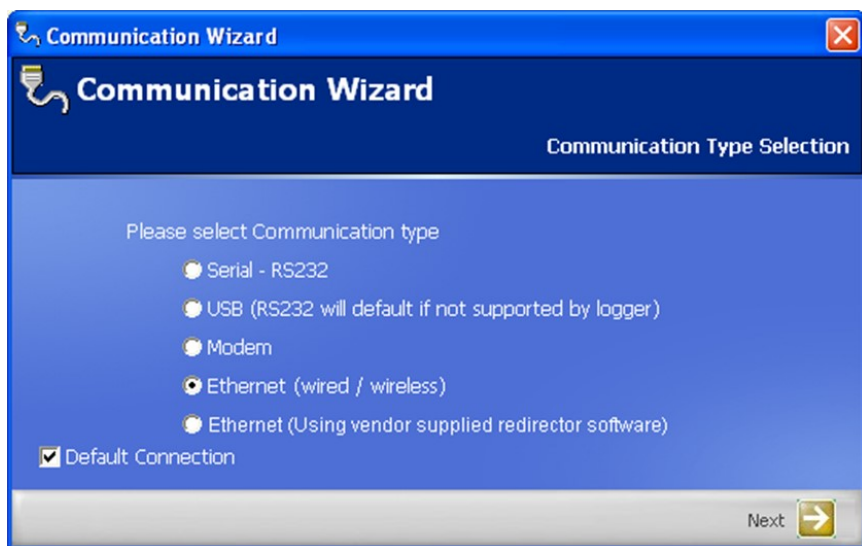 Communication Wizard
Communication Wizard
Communication Type Selection
Please select Communication type
Serial - RS232
USB (RS232 will default if not supported by logger)
Modem
Ethernet (wired / wireless)
Ethernet (Using vendor supplied redirector software)
Default Connection
Next